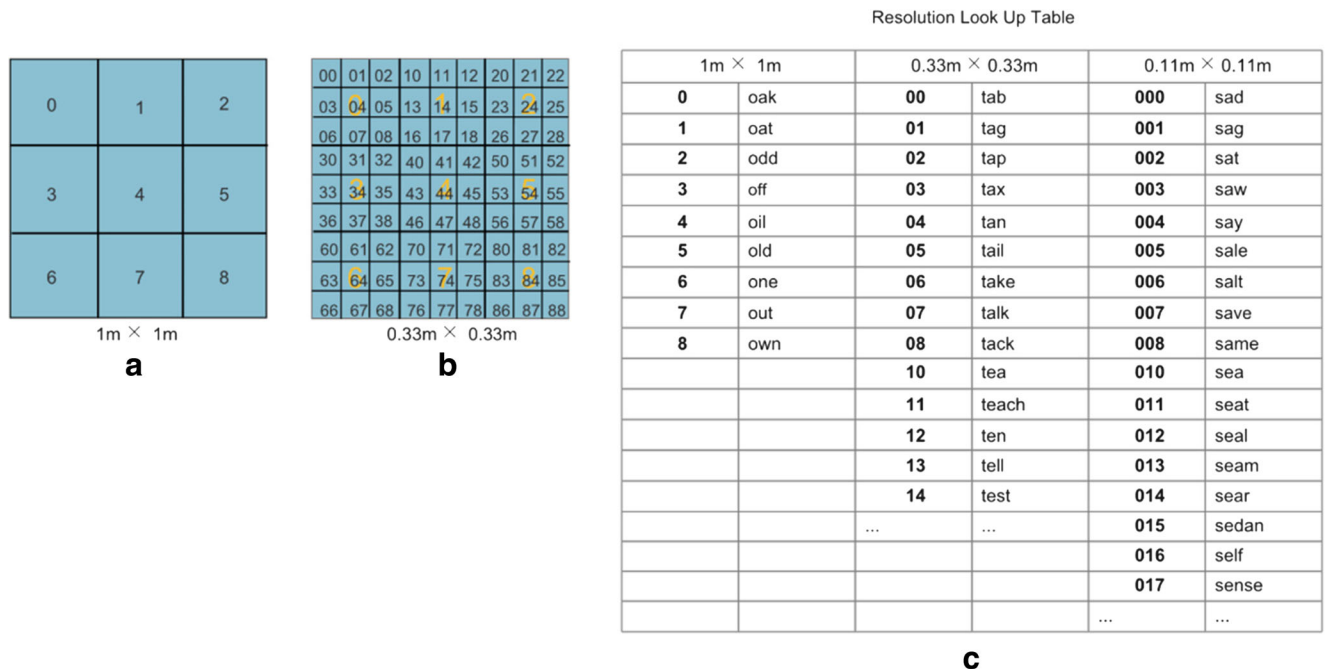 Resolution Look Up Table
0 1 2
3 4 5
6 7 8
1m × 1m
a
00 01 02 10 11 12 20 21 22
03 04 05 13 14 15 23 24 25
0 1 2
06 07 08 16 17 18 26 27 28
30 31 32 40 41 42 50 51 52
33 34 35 43 44 45 53 54 55
3 4 5
36 37 38 46 47 48 56 57 58
60 61 62 70 71 72 80 81 82
63 64 65 73 74 75 83 84 85
6 7 8
66 67 68 76 77 78 86 87 88
0.33m × 0.33m
b
1m × 1m 0.33m × 0.33m 0.11m × 0.11m
0 oak 00 tab 000 sad
1 oat 01 tag 001 sag
2 odd 02 tap 002 sat
3 off 03 tax 003 saw
4 oil 04 tan 004 say
5 old 05 tail 005 sale
6 one 06 take 006 salt
7 out 07 talk 007 save
8 own 08 tack 008 same
10 tea 010 sea
11 teach 011 seat
12 ten 012 seal
13 tell 013 seam
14 test 014 sear
... ... 015 sedan
016 self
017 sense
... ...
c